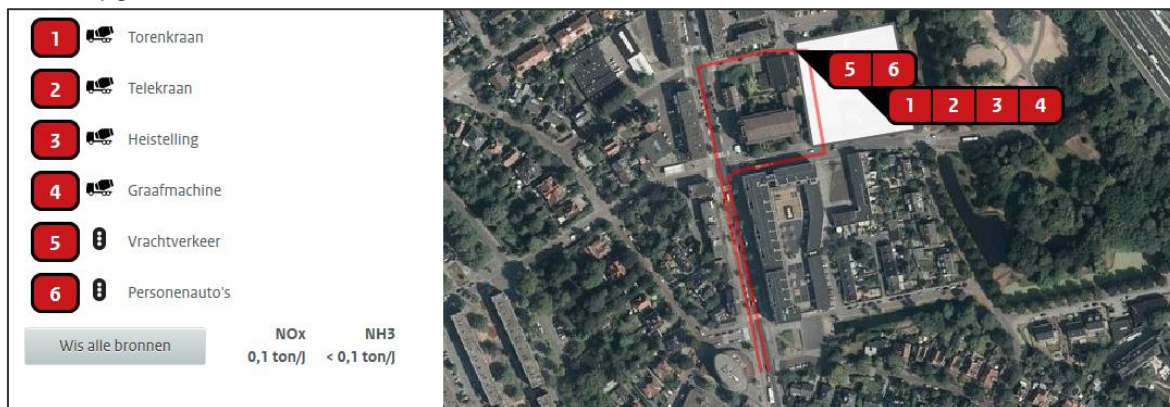 1 Torenkraan
2 Telekraan
3 Heistelling
4 Graafmachine
5 Vrachtverkeer
6 Personenauto's
Wis alle bronnen
NOx NH3
0,1 ton/J < 0,1 ton/J
5 6
1 2 3 4